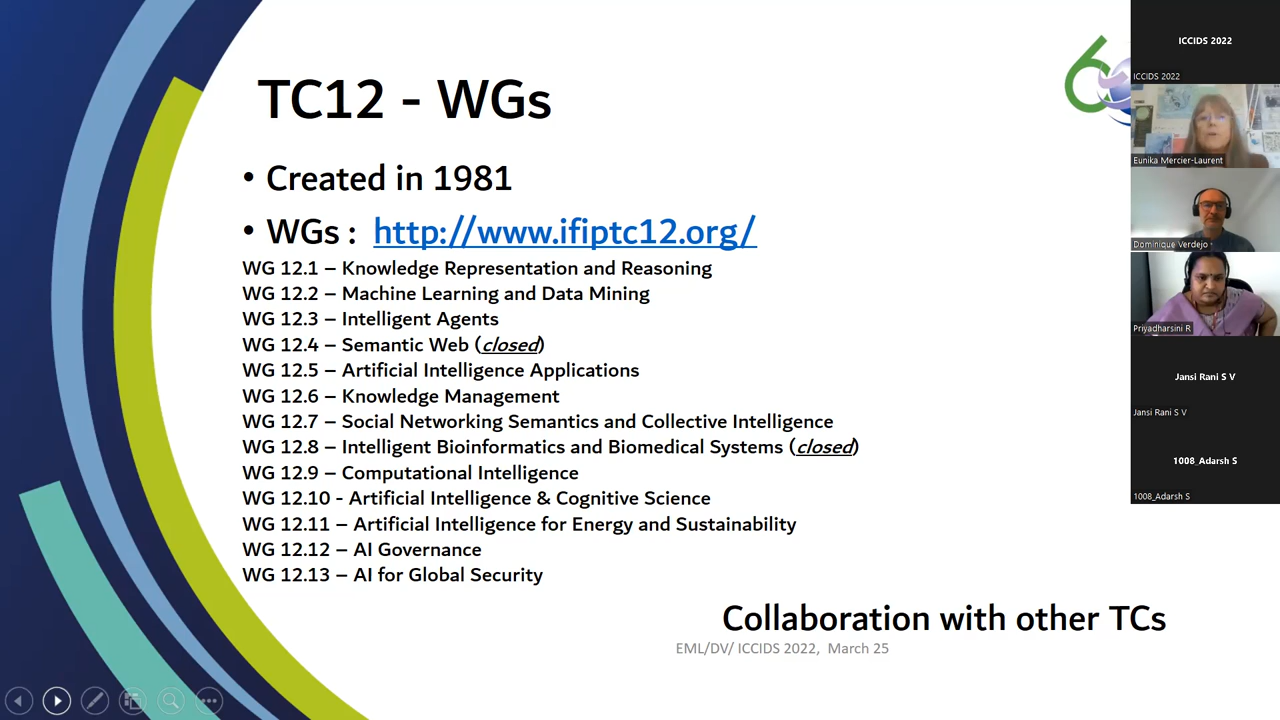 TC12 - WGs
• Created in 1981
• WGs : http://www.ifiptc12.org/
WG 12.1 – Knowledge Representation and Reasoning
WG 12.2 – Machine Learning and Data Mining
WG 12.3 – Intelligent Agents
WG 12.4 – Semantic Web (closed)
WG 12.5 – Artificial Intelligence Applications
WG 12.6 – Knowledge Management
WG 12.7 – Social Networking Semantics and Collective Intelligence
WG 12.8 – Intelligent Bioinformatics and Biomedical Systems (closed)
WG 12.9 – Computational Intelligence
WG 12.10 - Artificial Intelligence & Cognitive Science
WG 12.11 – Artificial Intelligence for Energy and Sustainability
WG 12.12 – AI Governance
WG 12.13 – AI for Global Security
Collaboration with other TCs
EML/DV/ ICCIDS 2022, March 25
6
ICCIDS 2022
ICCIDS 2022
Eunika Mercier-Laurent
Dominique Verdejo
Priyadharsini R
Jansi Rani S V
Jansi Rani S V
1008_Adarsh S
1008_Adarsh S